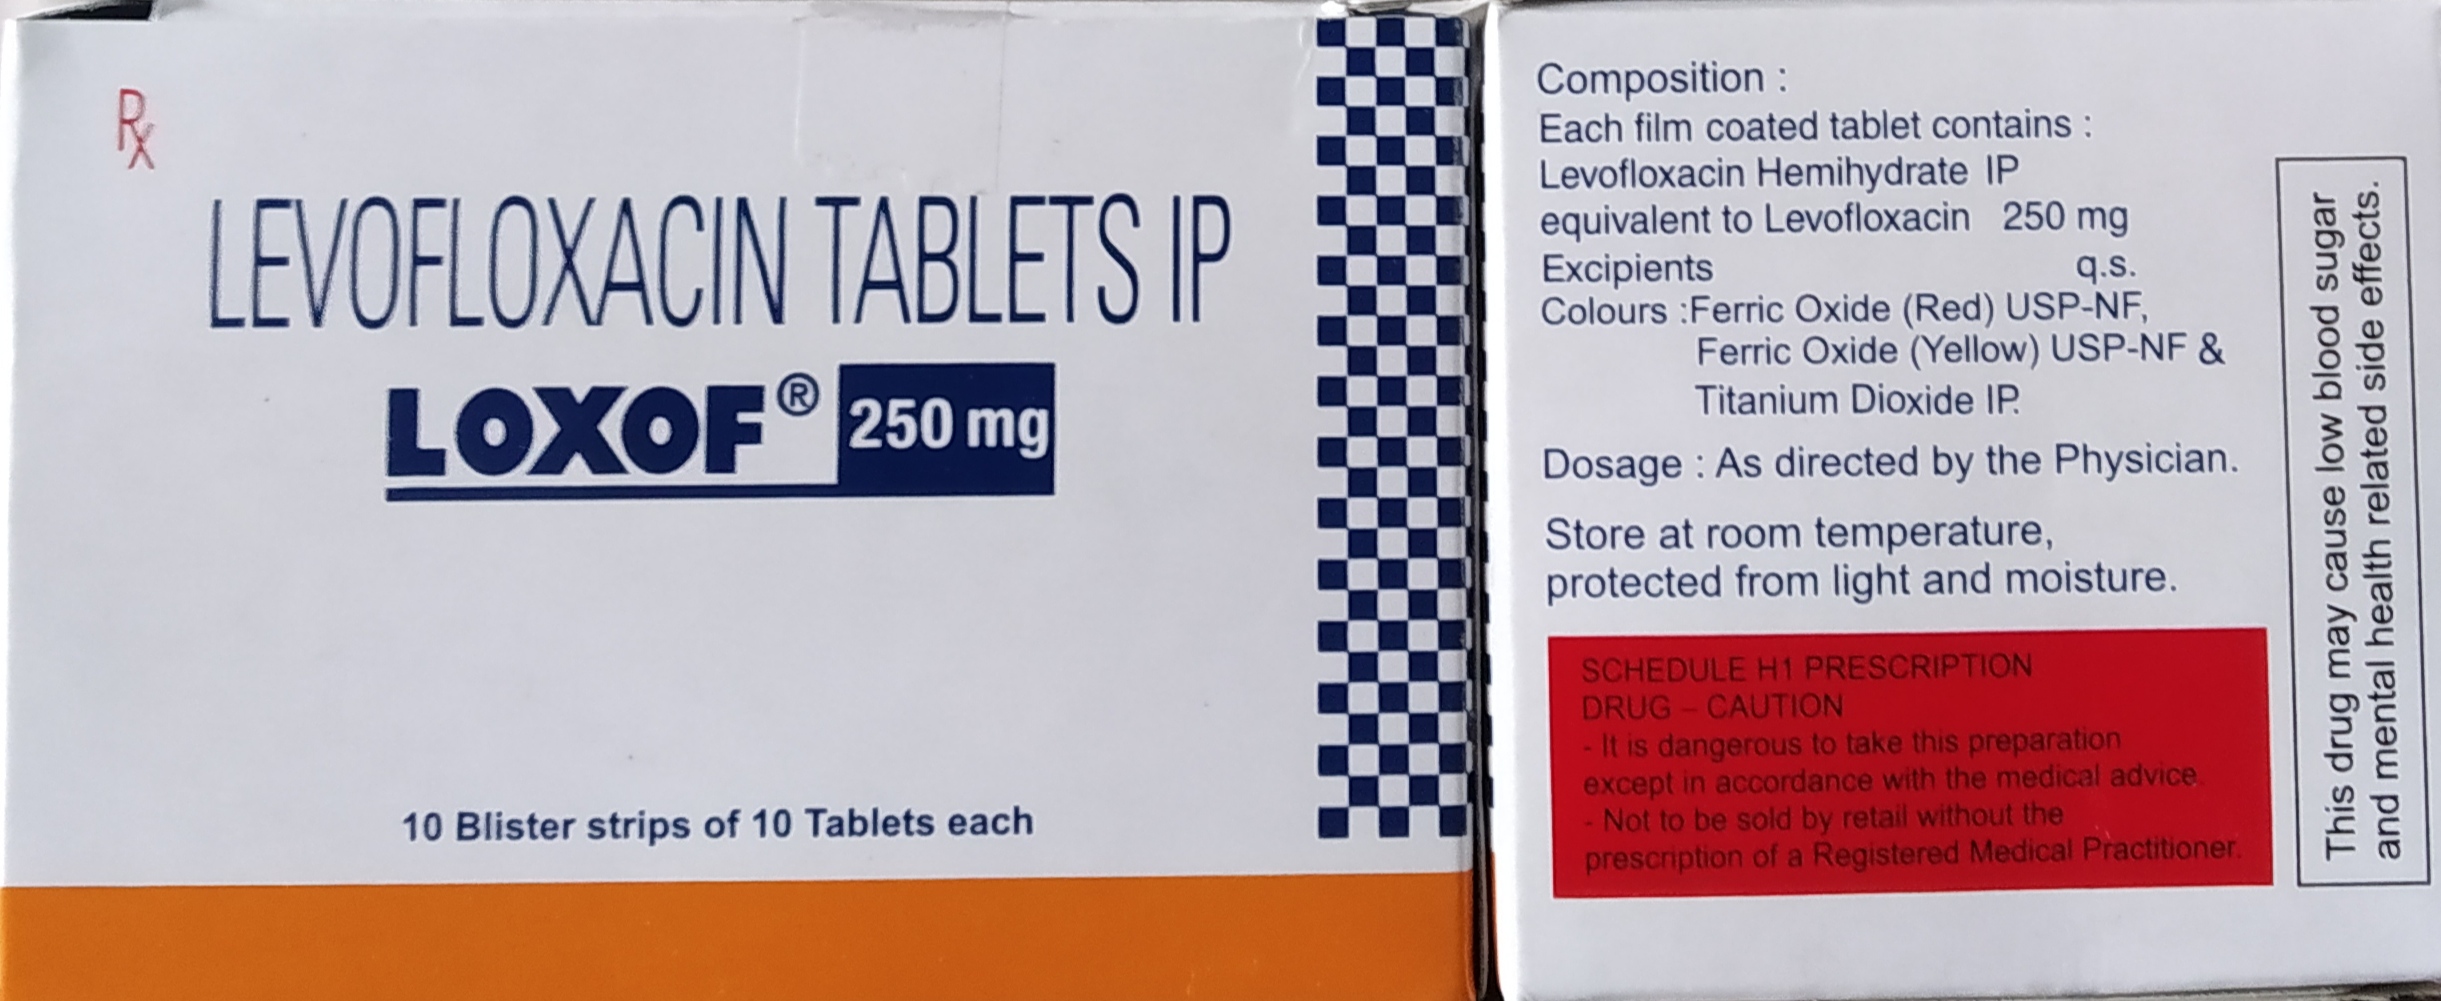 Rx
LEVOFLOXACIN TABLETS IP
LOXOF® 250 mg
10 Blister strips of 10 Tablets each
Composition :
Each film coated tablet contains :
Levofloxacin Hemihydrate IP
equivalent to Levofloxacin 250 mg
Excipients q.s.
Colours :Ferric Oxide (Red) USP-NF,
Ferric Oxide (Yellow) USP-NF &
Titanium Dioxide IP.
Dosage : As directed by the Physician.
Store at room temperature,
protected from light and moisture.
SCHEDULE H1 PRESCRIPTION
DRUG – CAUTION
- It is dangerous to take this preparation
except in accordance with the medical advice.
- Not to be sold by retail without the
prescription of a Registered Medical Practitioner.
This drug may cause low blood sugar
and mental health related side effects.